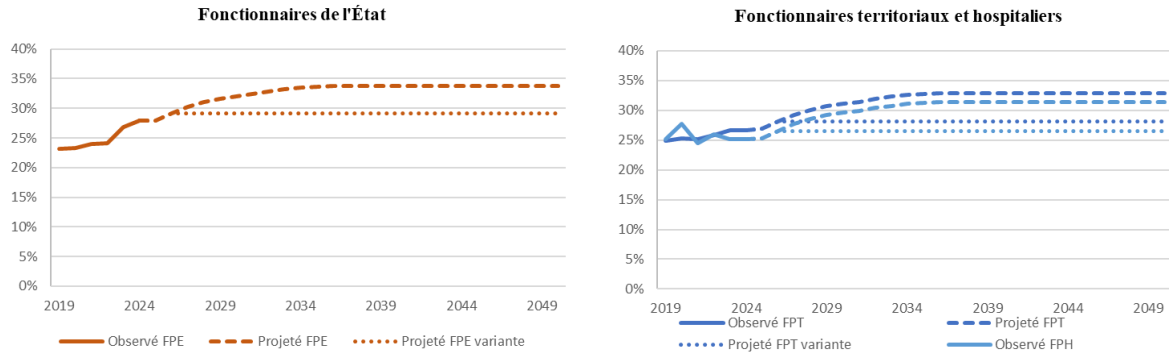 Fonctionnaires de l'État
40%
35%
30%
25%
20%
15%
10%
5%
0%
2019 2024 2029 2034 2039 2044 2049
Observé FPE Projeté FPE Projeté FPE variante
Fonctionnaires territoriaux et hospitaliers
40%
35%
30%
25%
20%
15%
10%
5%
0%
2019 2024 2029 2034 2039 2044 2049
Observé FPT Projeté FPT
Projeté FPT variante Observé FPH